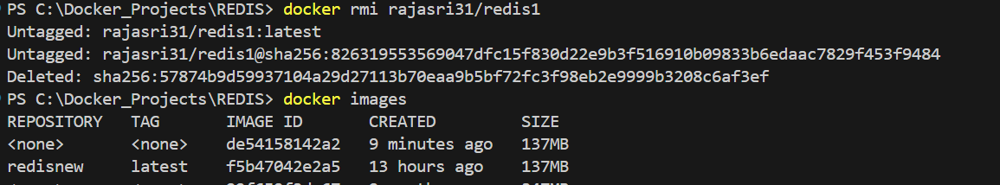 PS C:\Docker_Projects\REDIS> docker rmi rajasri31/redis1
Untagged: rajasri31/redis1:latest
Untagged: rajasri31/redis1@sha256:826319553569047dfc15f830d22e9b3f516910b09833b6edaac7829f453f9484
Deleted: sha256:57874b9d59937104a29d27113b70eaa9b5bf72fc3f98eb2e9999b3208c6af3ef
PS C:\Docker_Projects\REDIS> docker images
REPOSITORY TAG IMAGE ID CREATED SIZE
<none> <none> de54158142a2 9 minutes ago 137MB
redisnew latest f5b47042e2a5 13 hours ago 137MB